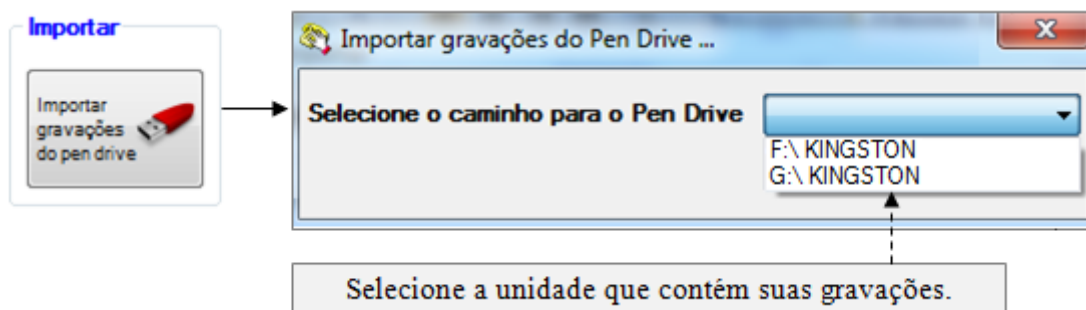 Importar
Importar
gravações
do pen drive
Importar gravações do Pen Drive ...
Selecione o caminho para o Pen Drive
F:\ KINGSTON
G:\ KINGSTON
Selecione a unidade que contém suas gravações.